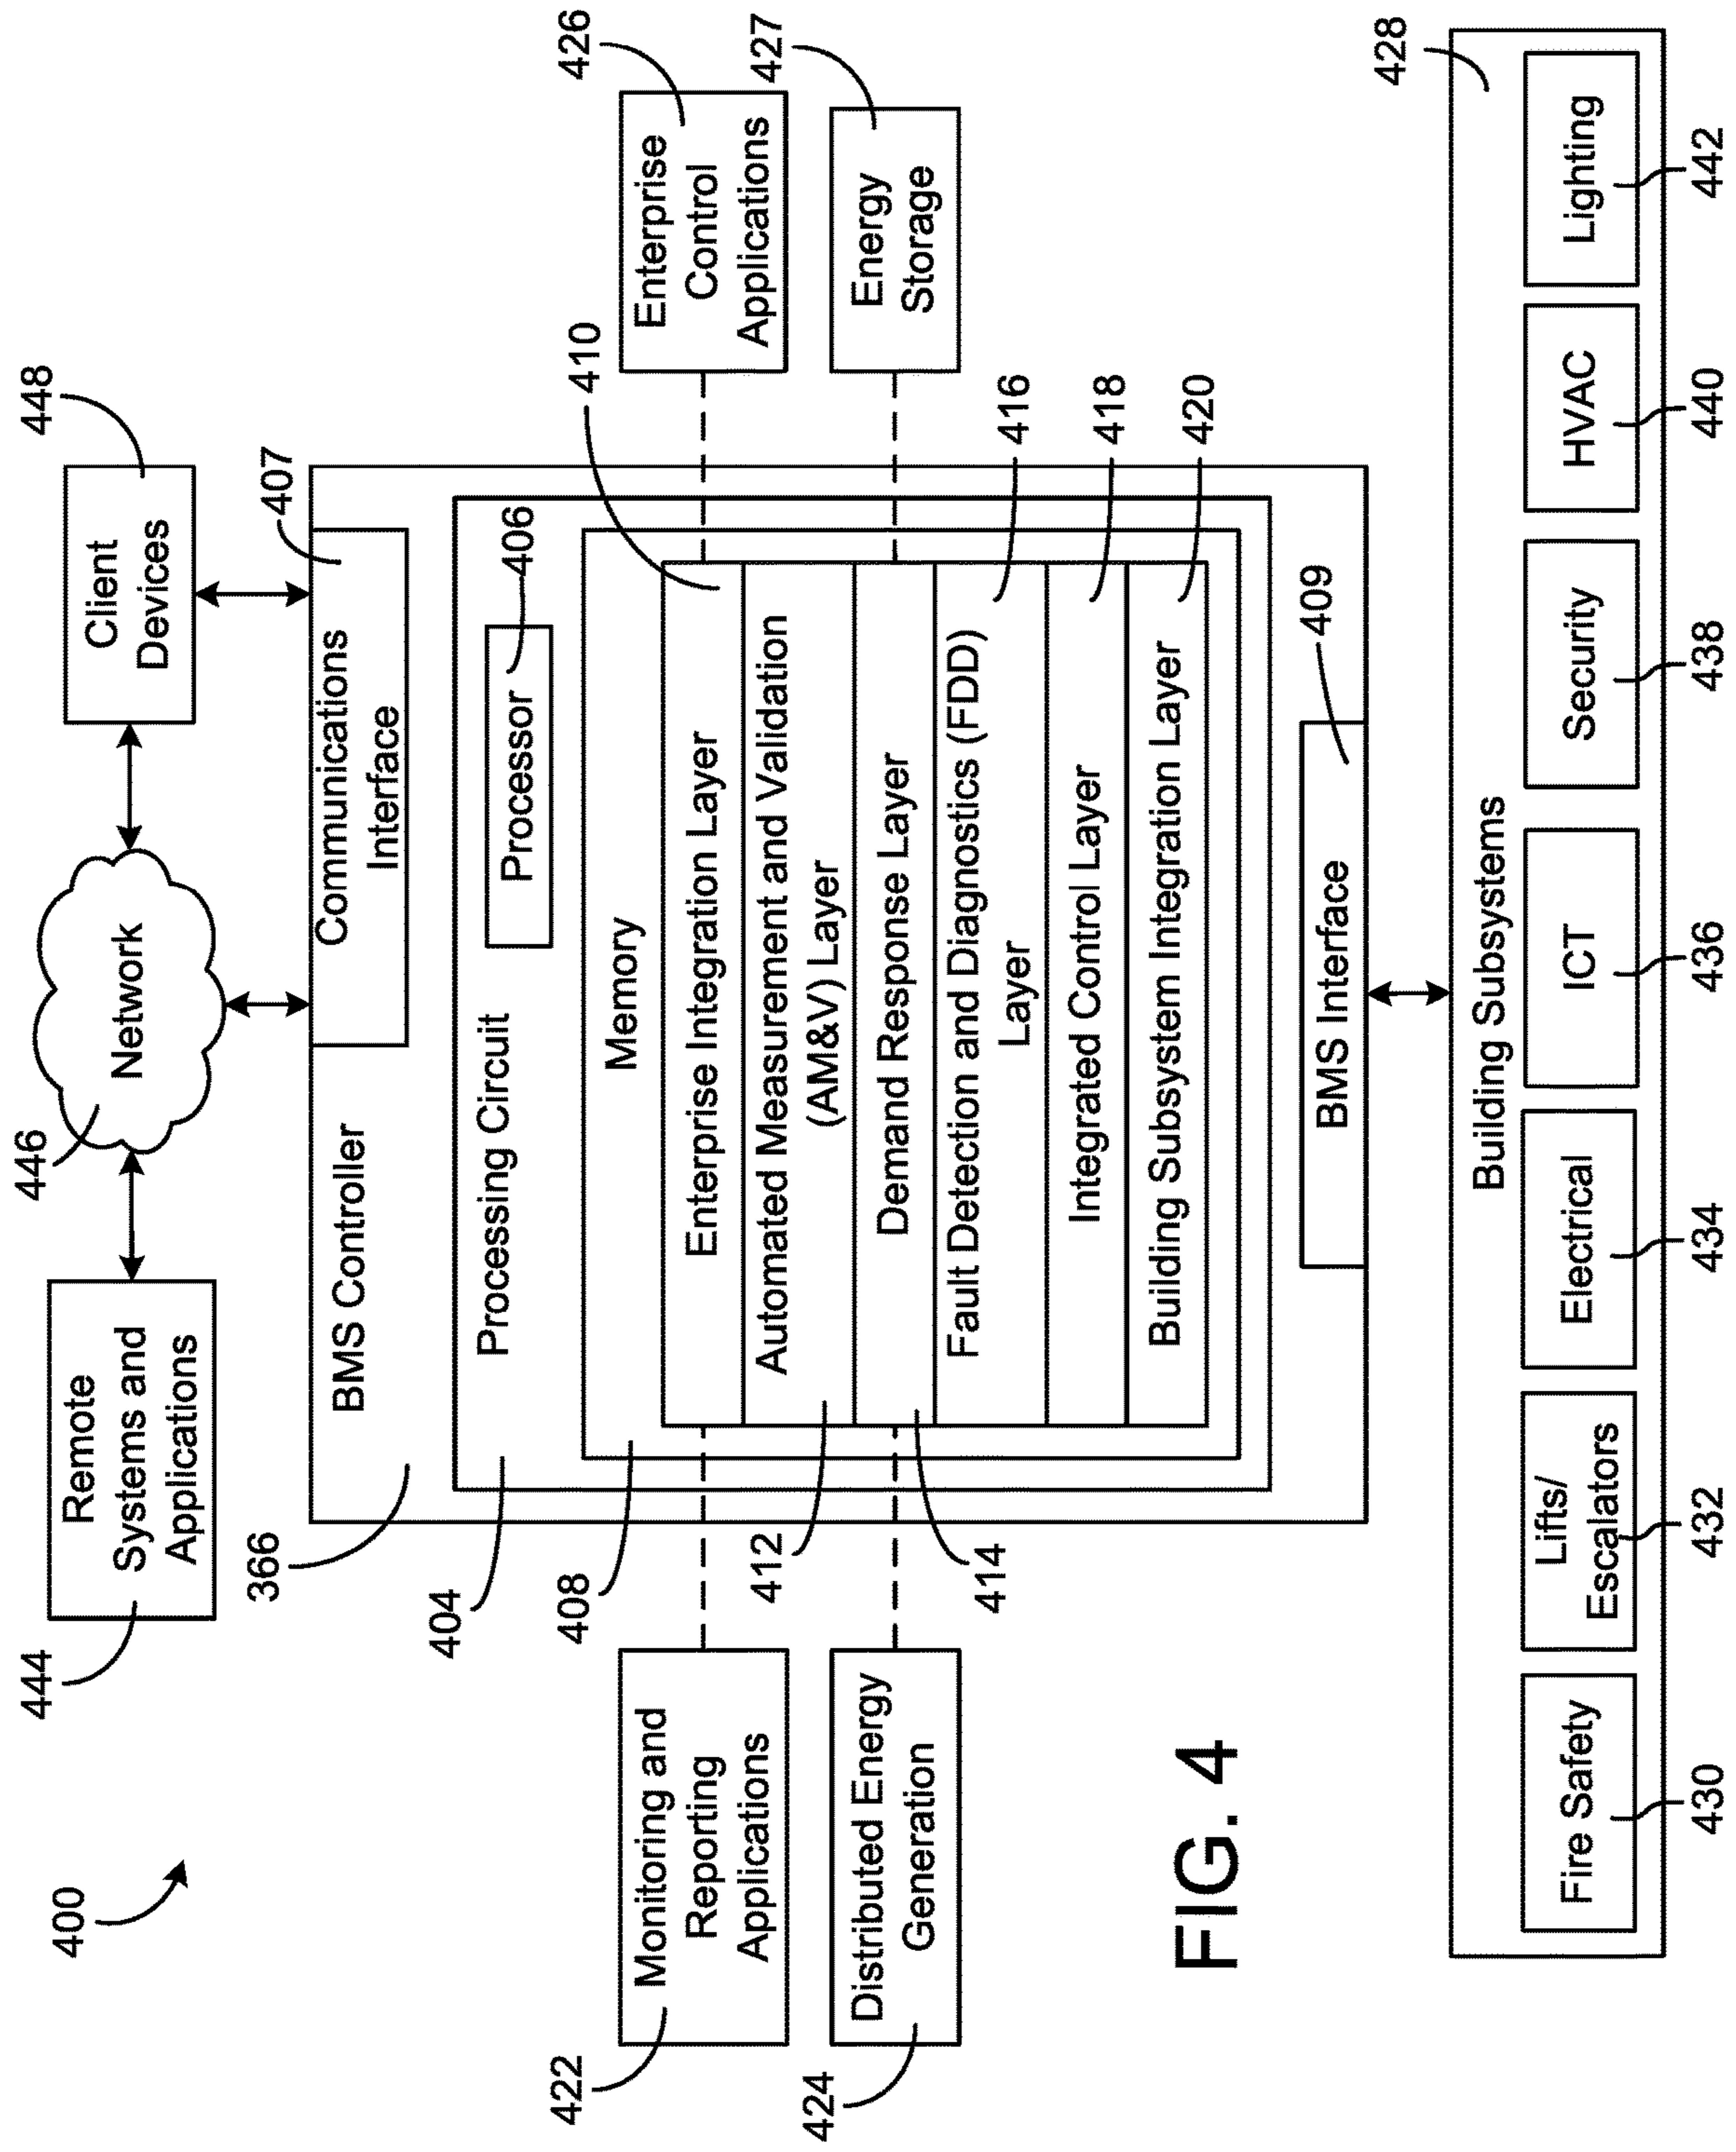 400
444
Remote
Systems and
Applications
446
Network
Client
Devices
448
366
BMS Controller
Communications
Interface
407
404
Processing Circuit
Processor
406
408
Memory
410
Enterprise Integration Layer
Automated Measurement and Validation
(AM&V) Layer
412
Demand Response Layer
414
Fault Detection and Diagnostics (FDD)
Layer
416
Integrated Control Layer
418
Building Subsystem Integration Layer
420
422
Monitoring and
Reporting
Applications
424
Distributed Energy
Generation
426
Enterprise
Control
Applications
427
Energy
Storage
BMS Interface
409
FIG. 4
Building Subsystems
428
Fire Safety
Lifts/
Escalators
Electrical
ICT
Security
HVAC
Lighting
430
432
434
436
438
440
442